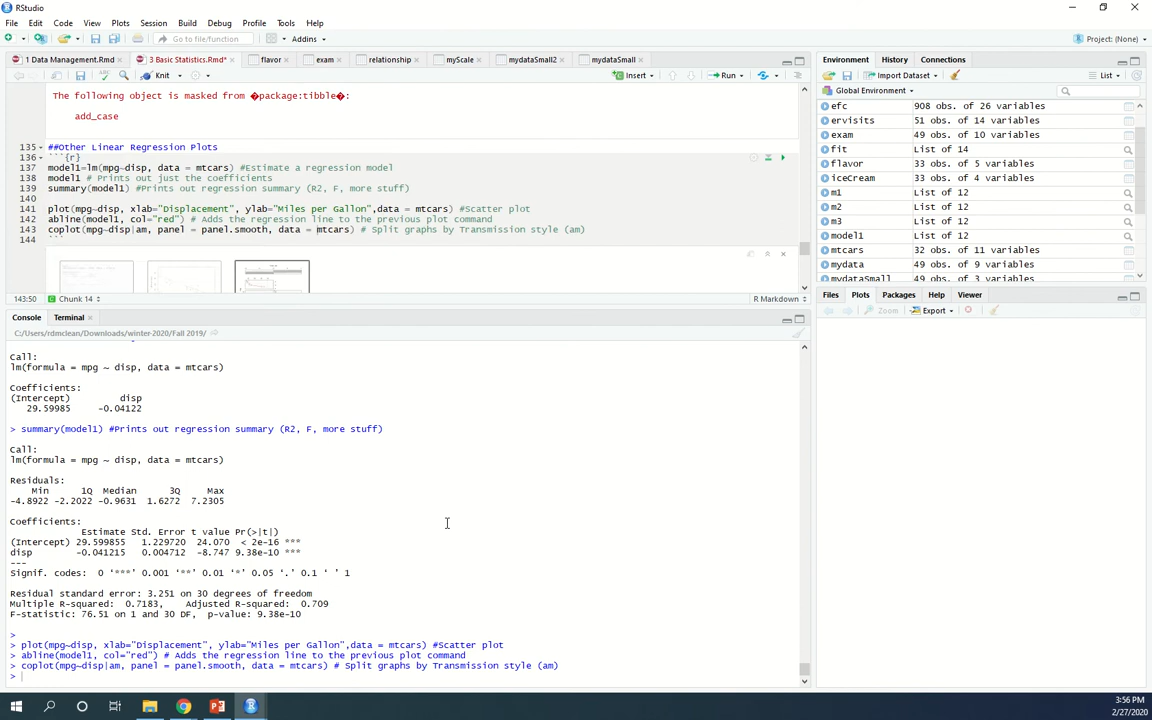 RStudio
File Edit Code View Plots Session Build Debug Profile Tools Help
Go to file/function Addins Project: (None)
1 Data Management.Rmd 3 Basic Statistics.Rmd* flavor exam relationship myScale mydataSmall2 mydataSmall
Knit Insert Run
The following object is masked from �package:tibble�:
add_case
135 ##Other Linear Regression Plots
136 ```{r}
137 model1=lm(mpg~disp, data = mtcars) #Estimate a regression model
138 model1 # Prints out just the coefficients
139 summary(model1) #Prints out regression summary (R2, F, more stuff)
140
141 plot(mpg~disp, xlab="Displacement", ylab="Miles per Gallon",data = mtcars) #Scatter plot
142 abline(model1, col="red") # Adds the regression line to the previous plot command
143 coplot(mpg~disp|am, panel = panel.smooth, data = mtcars) # Split graphs by Transmission style (am)
144 ```
143:50 Chunk 14 R Markdown
Console Terminal
C:/Users/rdmclean/Downloads/winter-2020/Fall 2019/
Call:
lm(formula = mpg ~ disp, data = mtcars)
Coefficients:
(Intercept) disp
29.59985 -0.04122
> summary(model1) #Prints out regression summary (R2, F, more stuff)
Call:
lm(formula = mpg ~ disp, data = mtcars)
Residuals:
Min 1Q Median 3Q Max
-4.8922 -2.2022 -0.9631 1.6272 7.2305
Coefficients:
Estimate Std. Error t value Pr(>|t|)
(Intercept) 29.599855 1.229720 24.070 < 2e-16 ***
disp -0.041215 0.004712 -8.747 9.38e-10 ***
---
Signif. codes: 0 ‘***’ 0.001 ‘**’ 0.01 ‘*’ 0.05 ‘.’ 0.1 ‘ ’ 1
Residual standard error: 3.251 on 30 degrees of freedom
Multiple R-squared: 0.7183, Adjusted R-squared: 0.709
F-statistic: 76.51 on 1 and 30 DF, p-value: 9.38e-10
>
> plot(mpg~disp, xlab="Displacement", ylab="Miles per Gallon",data = mtcars) #Scatter plot
> abline(model1, col="red") # Adds the regression line to the previous plot command
> coplot(mpg~disp|am, panel = panel.smooth, data = mtcars) # Split graphs by Transmission style (am)
>
Environment History Connections
Import Dataset List
Global Environment
efc 908 obs. of 26 variables
ervisits 51 obs. of 14 variables
exam 49 obs. of 10 variables
fit List of 14
flavor 33 obs. of 5 variables
iceCream 33 obs. of 4 variables
m1 List of 12
m2 List of 12
m3 List of 12
model1 List of 12
mtcars 32 obs. of 11 variables
mydata 49 obs. of 9 variables
mydataSmall 49 obs. of 3 variables
Files Plots Packages Help Viewer
Zoom Export
3:56 PM
2/27/2020